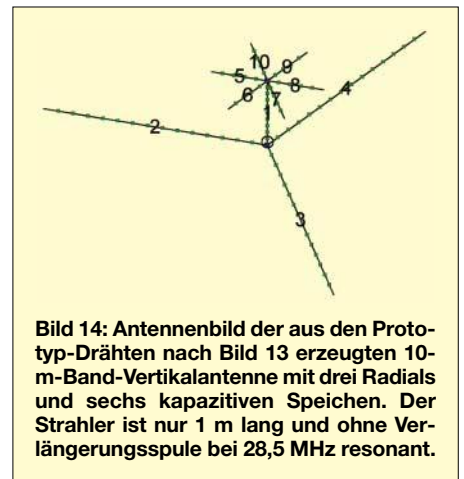 10
9
5
8
4
6
7
1
2
3
Bild 14: Antennenbild der aus den Proto-
typ-Drähten nach Bild 13 erzeugten 10-
m-Band-Vertikalantenne mit drei Radials
und sechs kapazitiven Speichen. Der
Strahler ist nur 1 m lang und ohne Ver-
längerungsspule bei 28,5 MHz resonant.